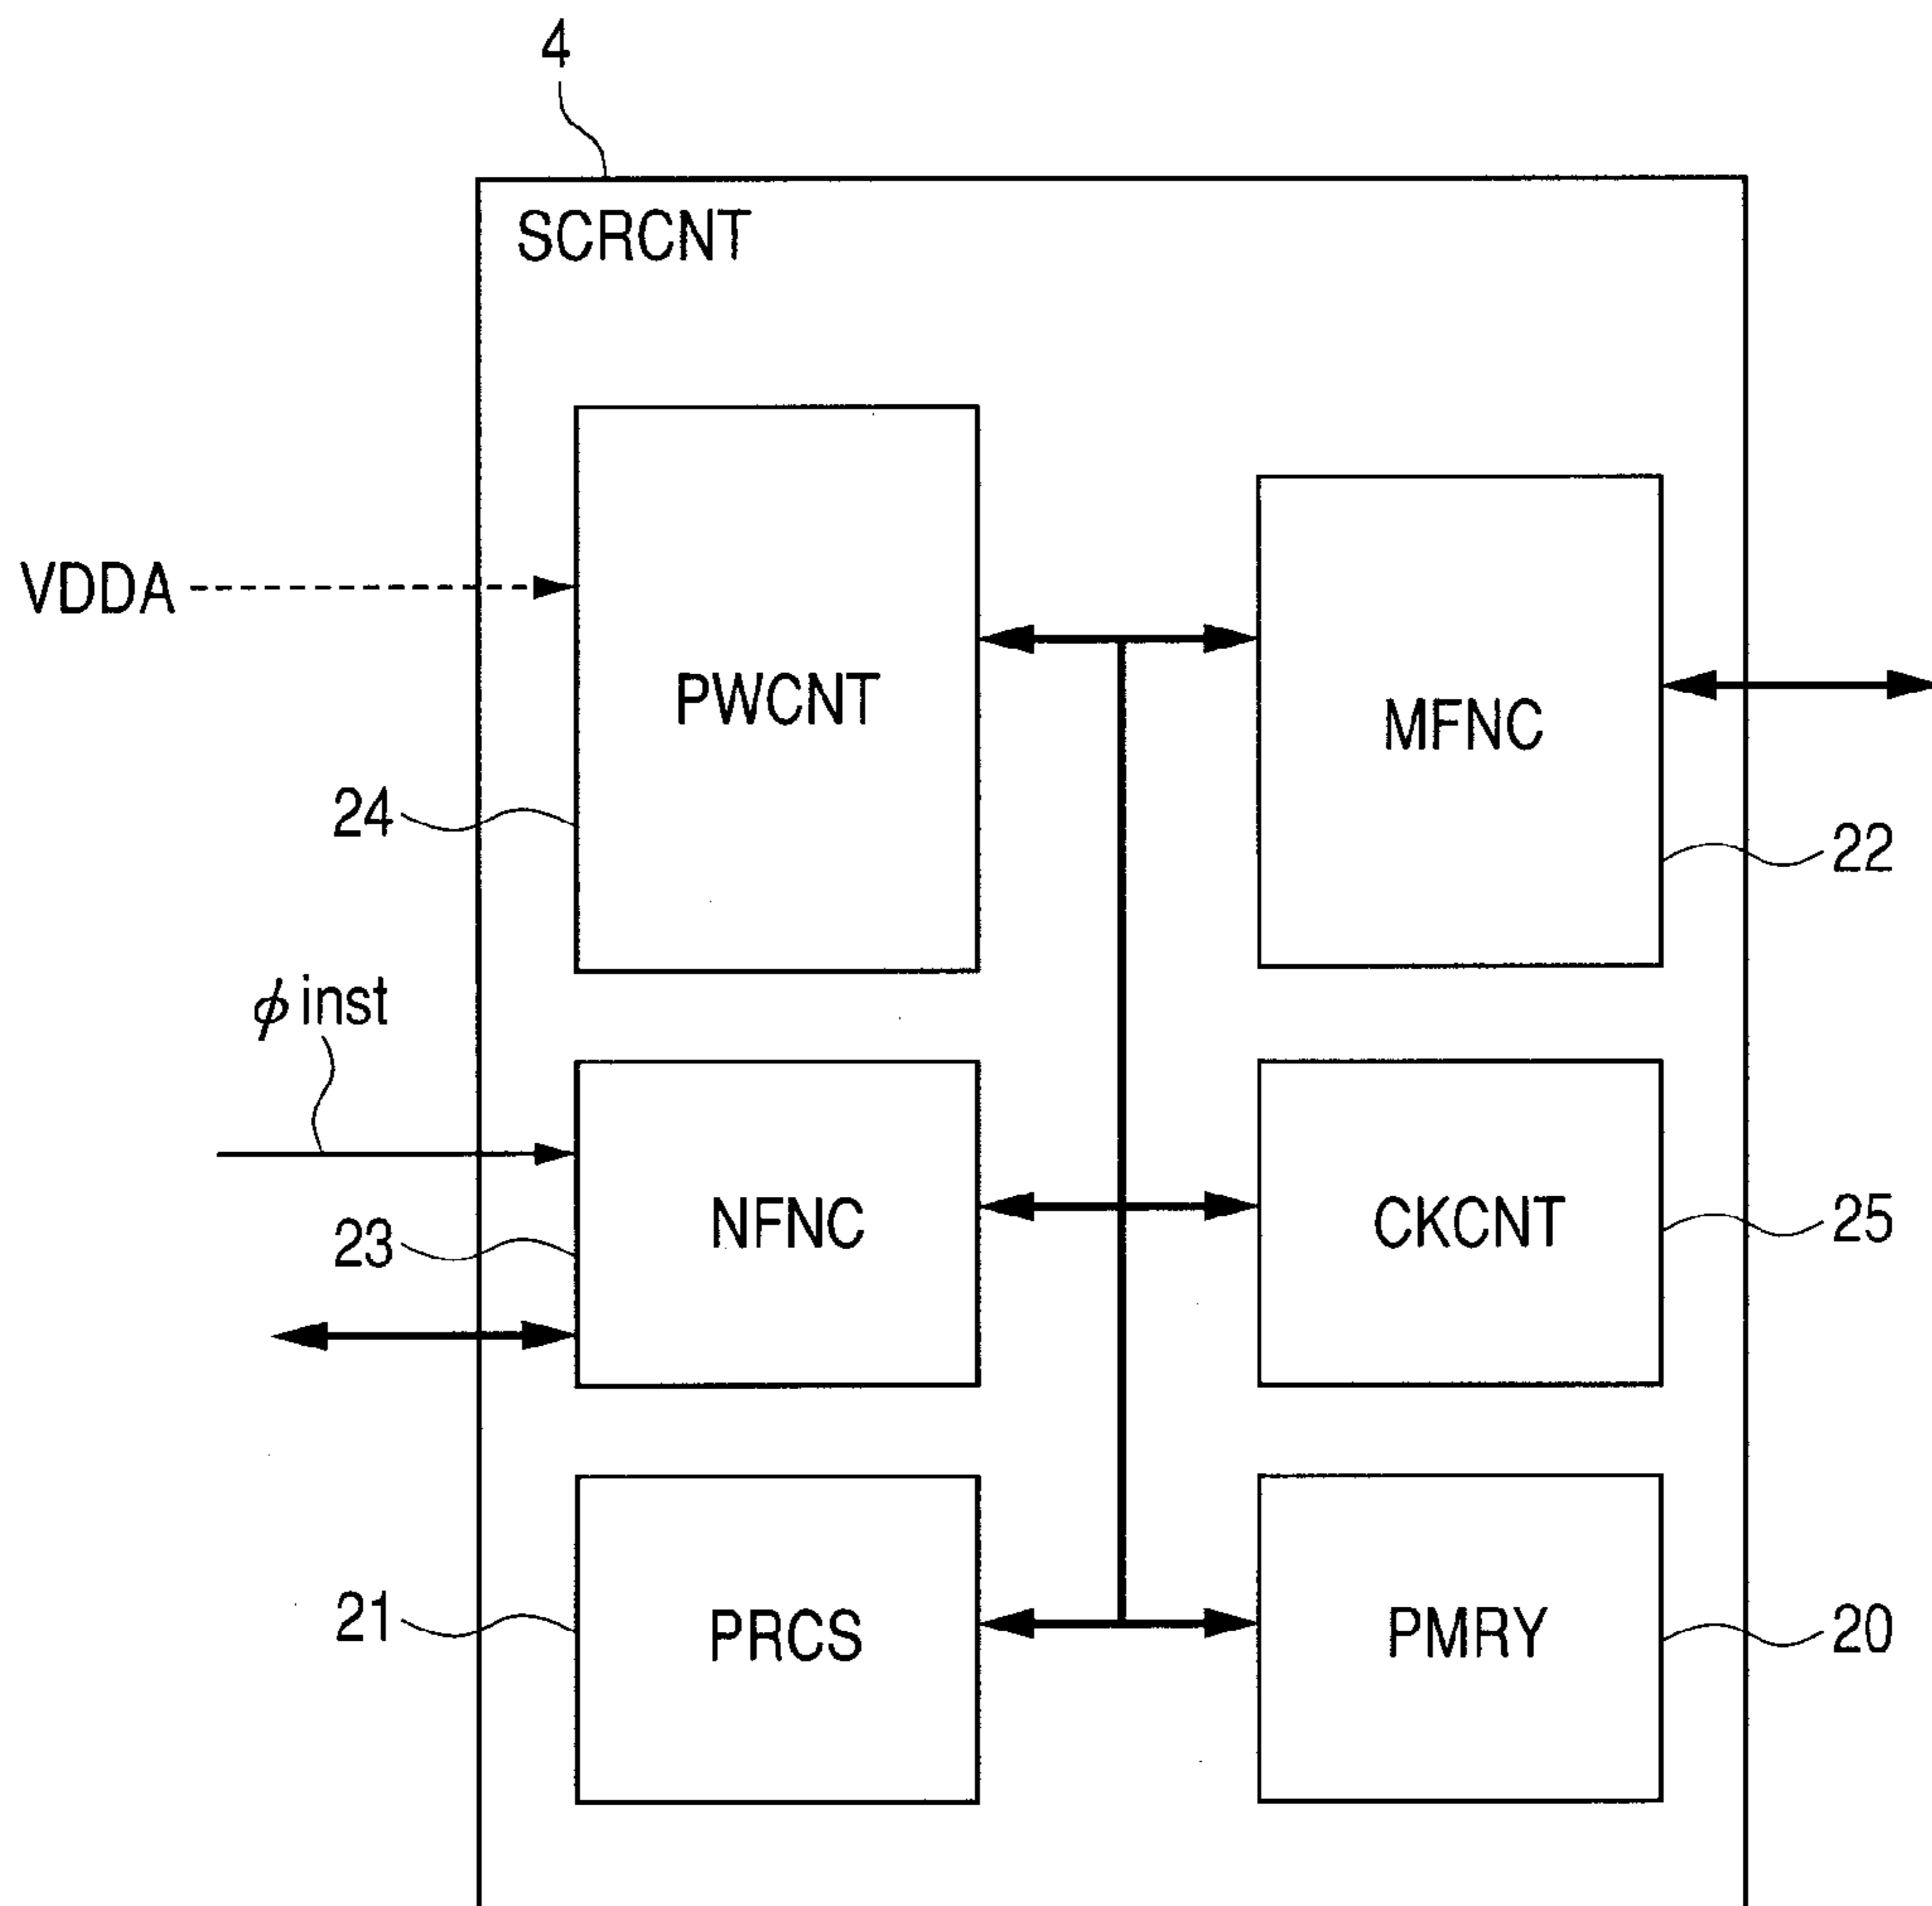 4
SCRCNT
VDDA
PWCNT
MFNC
24
22
ϕinst
NFNC
CKCNT
23
25
21
PRCS
PMRY
20